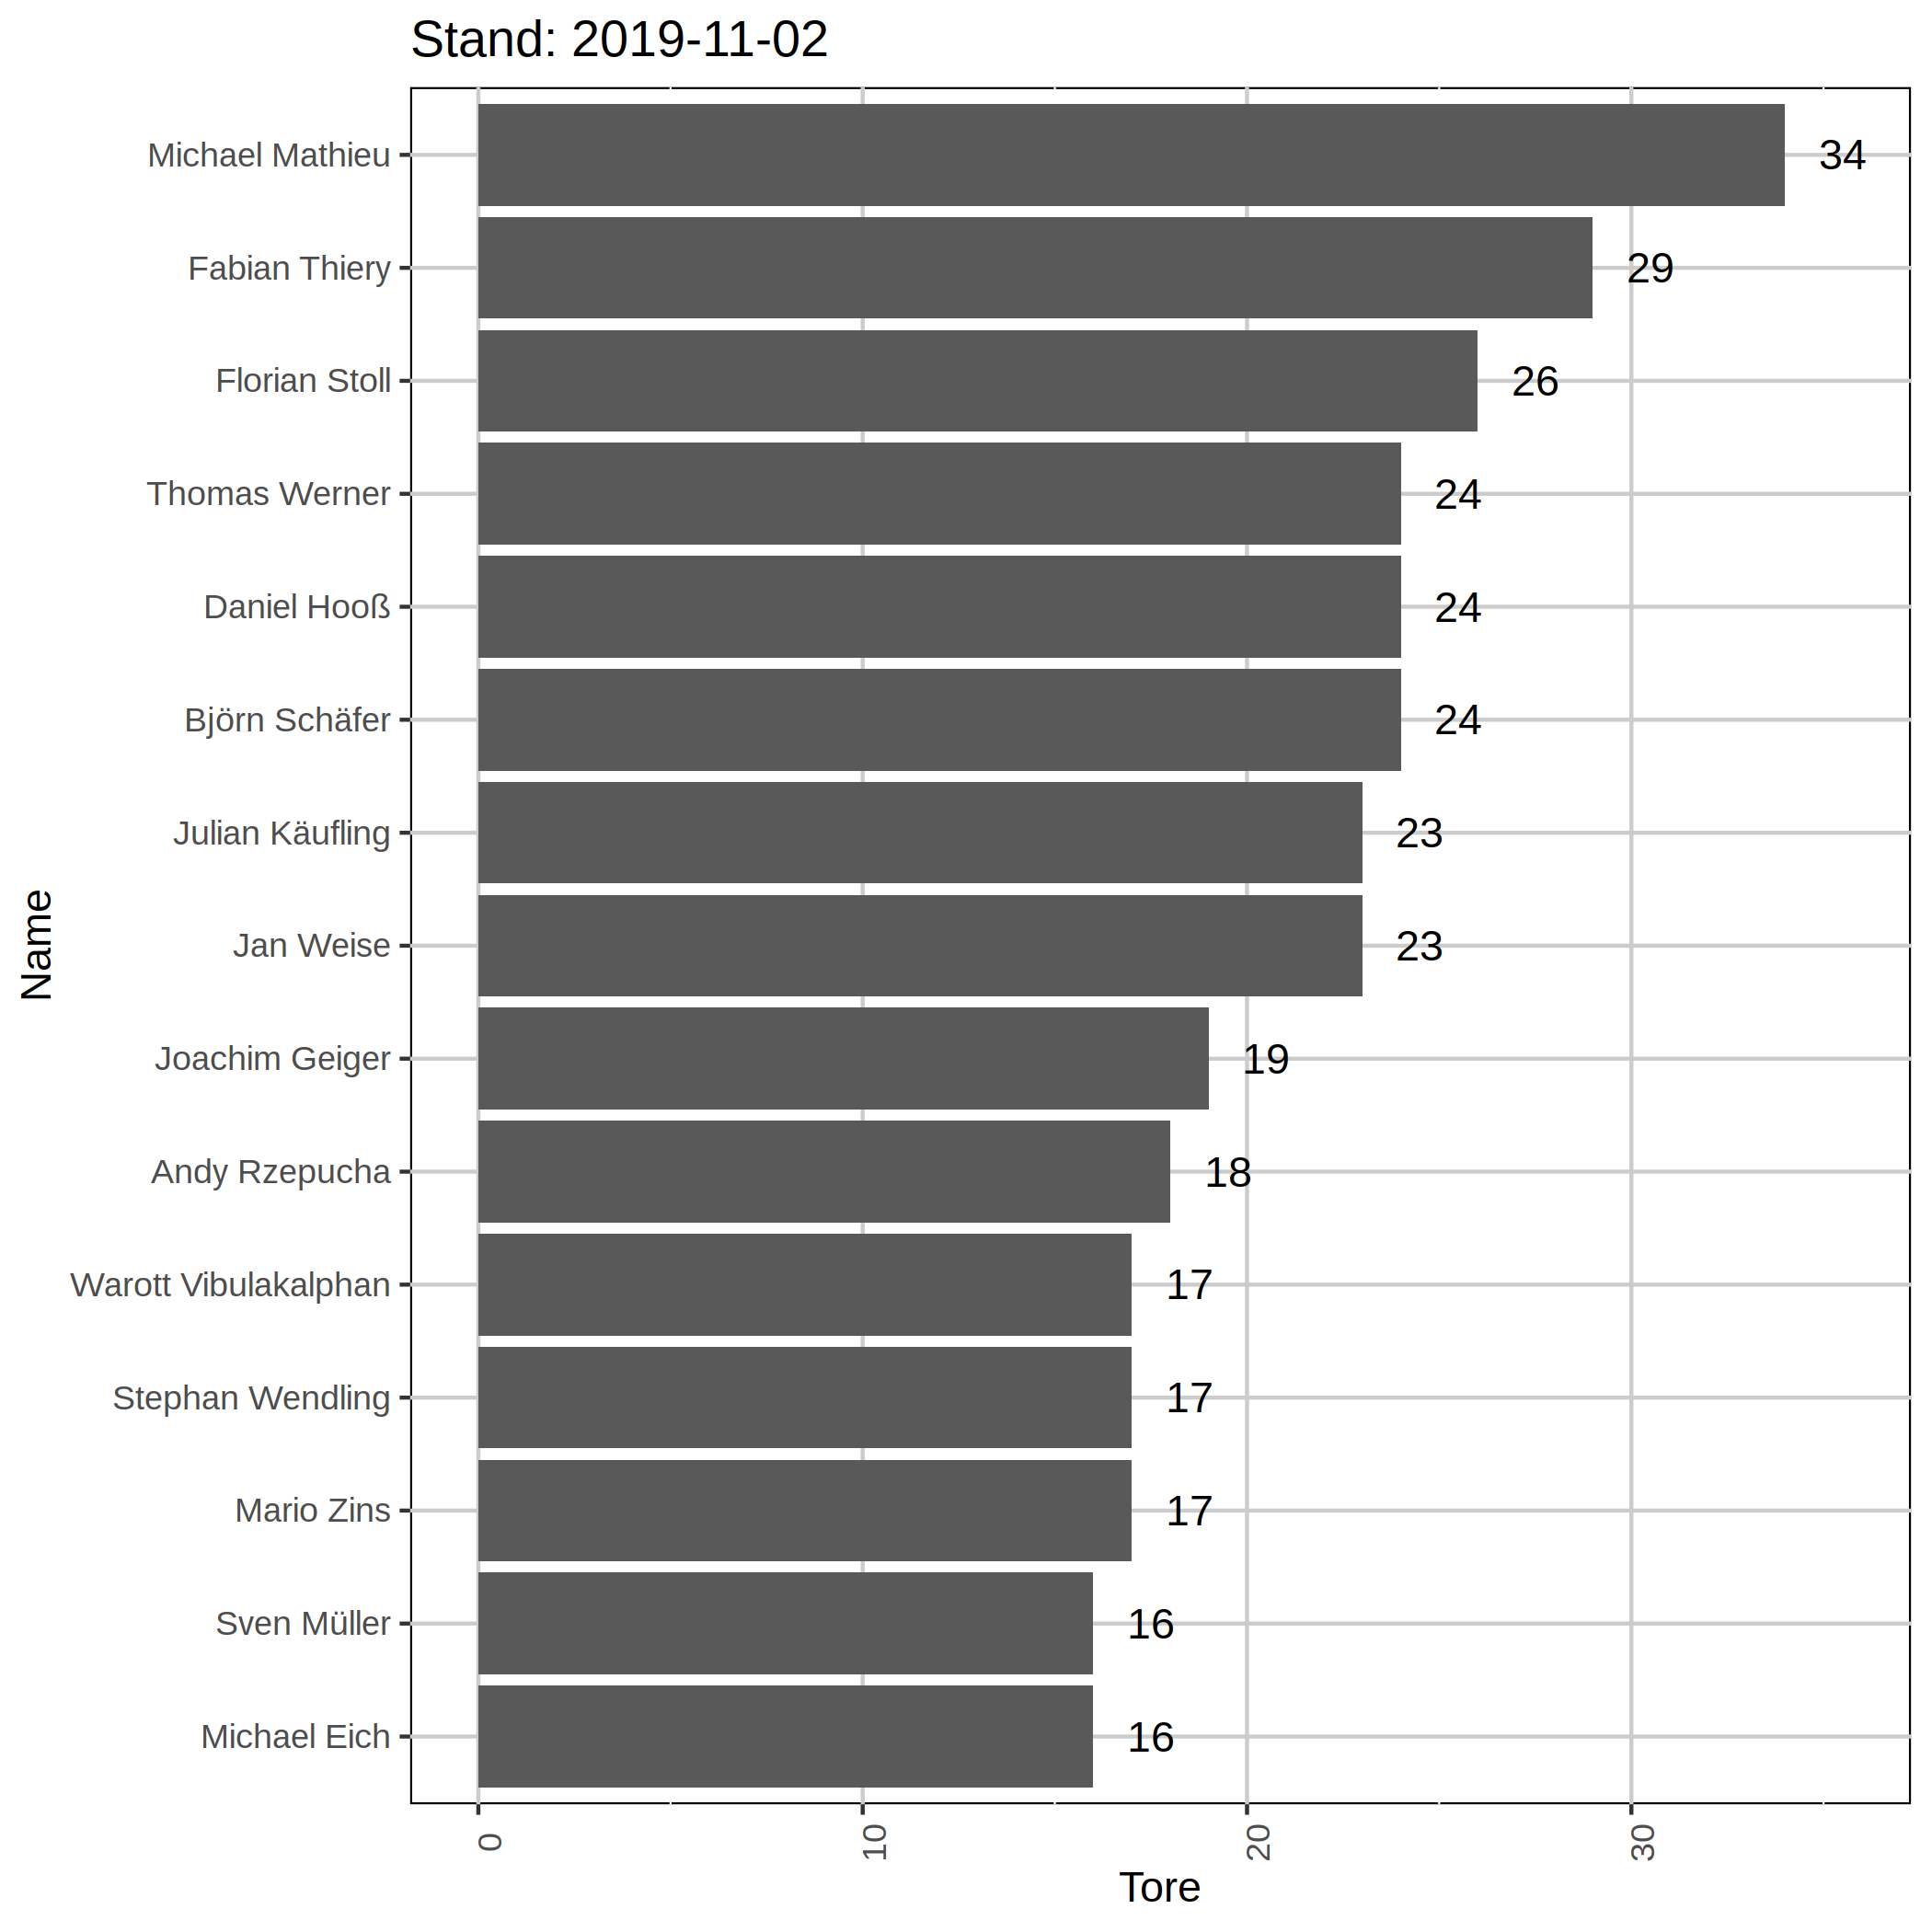 Stand: 2019-11-02
Michael Mathieu 34
Fabian Thiery 29
Florian Stoll 26
Thomas Werner 24
Daniel Hooß 24
Björn Schäfer 24
Julian Käufling 23
Jan Weise 23
Joachim Geiger 19
Andy Rzepucha 18
Warott Vibulakalphan 17
Stephan Wendling 17
Mario Zins 17
Sven Müller 16
Michael Eich 16
Name
0 10 20 30
Tore